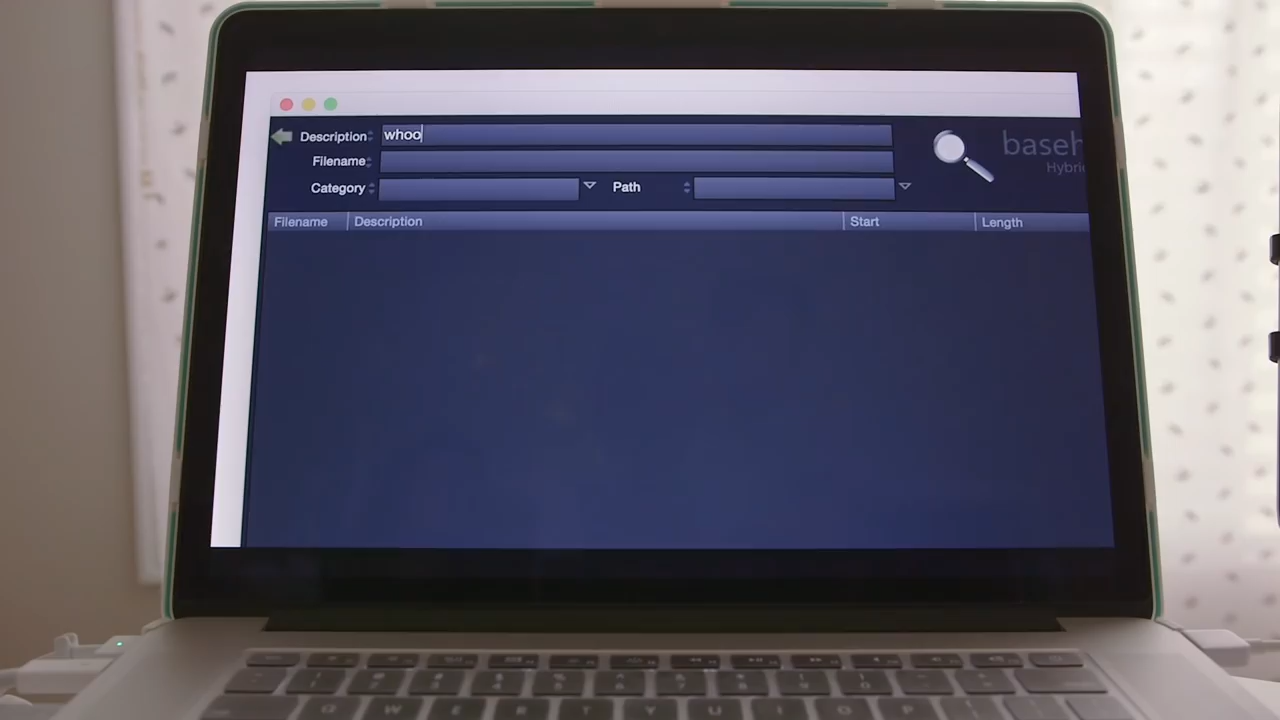 Description whoo
baseh
Filename
Hybri
Category Path
Filename Description Start Length